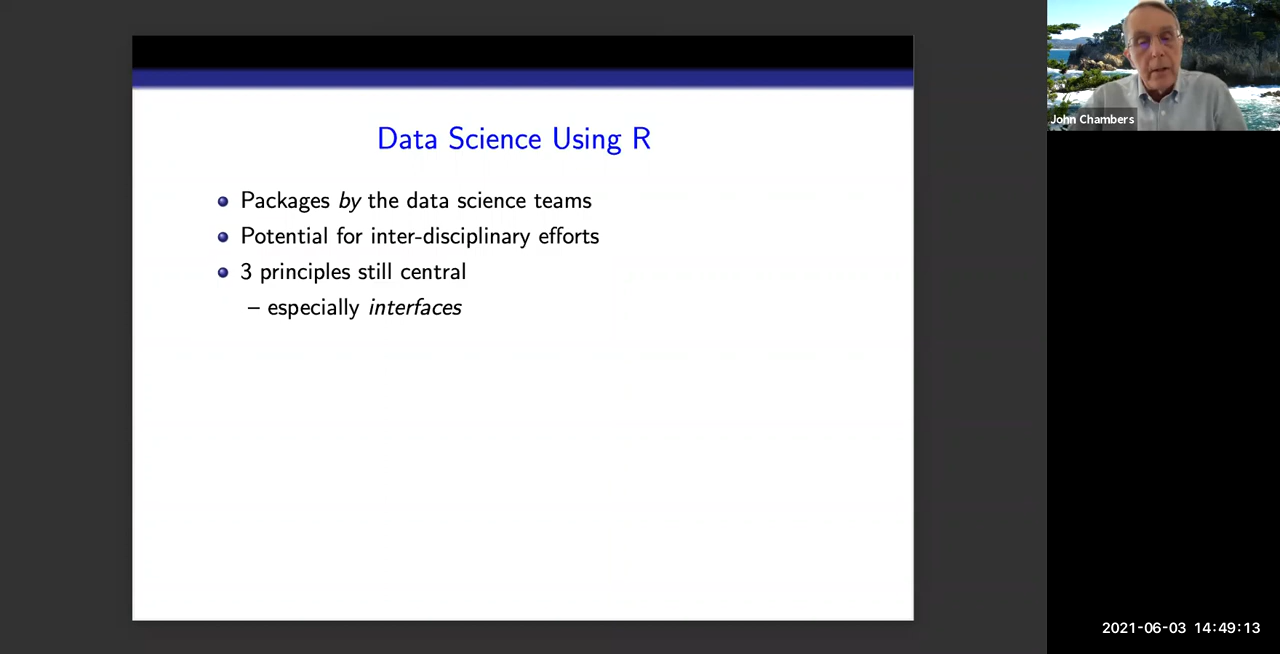 Data Science Using R
Packages by the data science teams
Potential for inter-disciplinary efforts
3 principles still central
– especially interfaces
John Chambers
2021-06-03 14:49:13